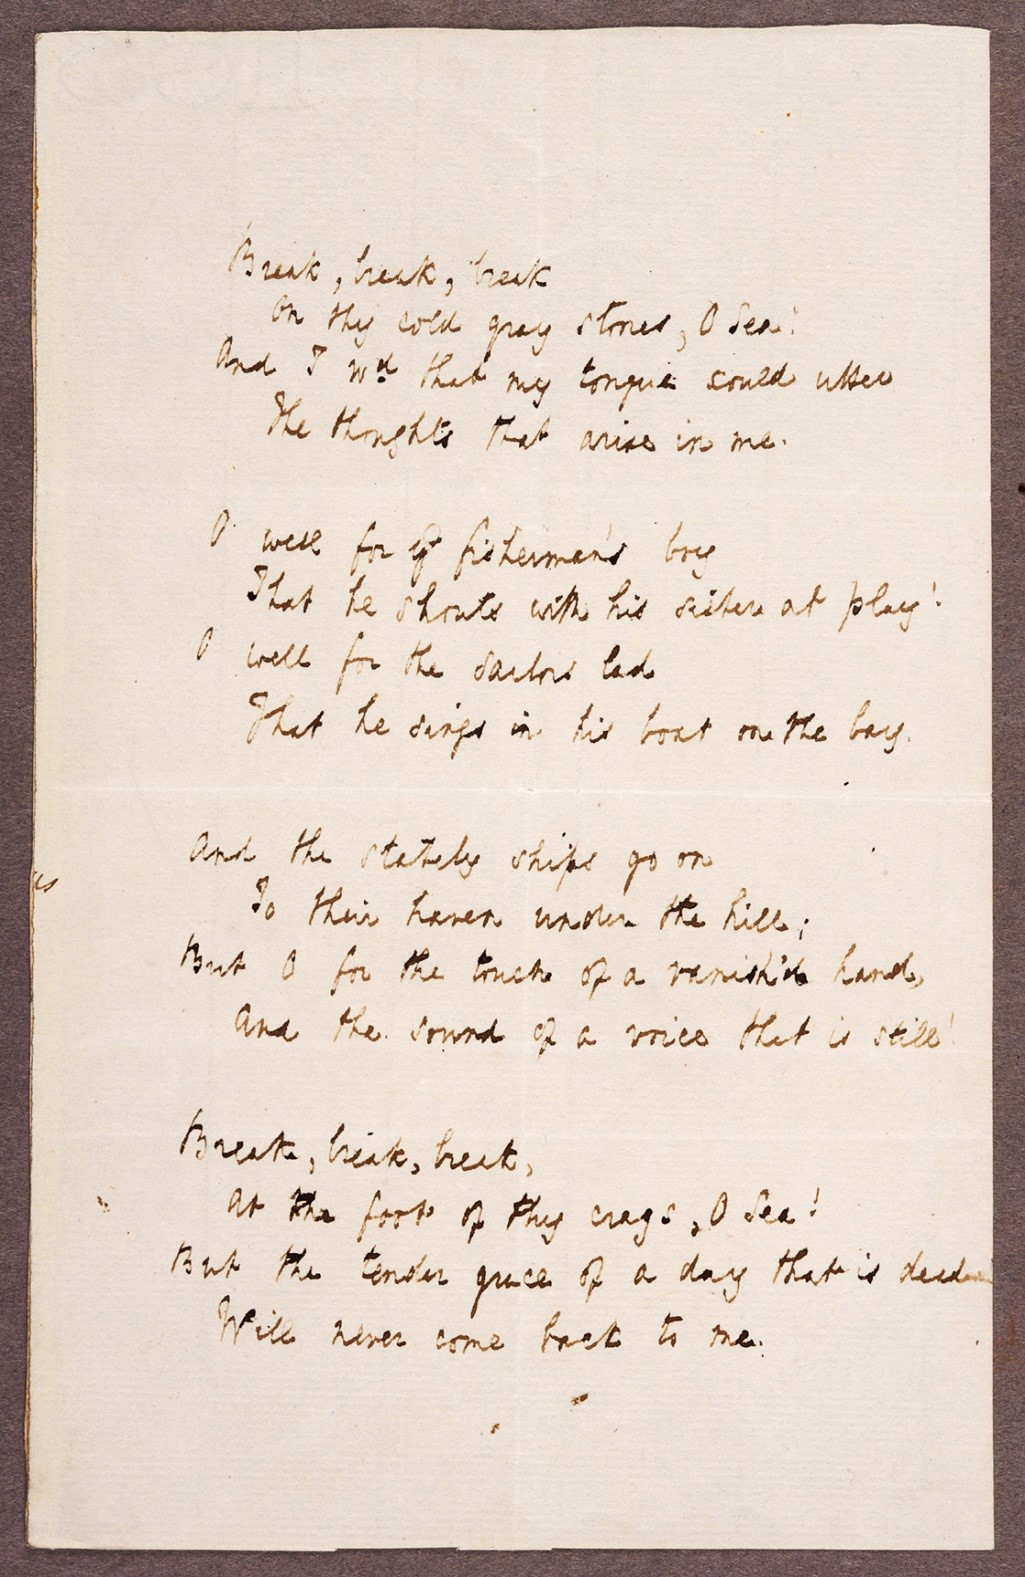 Break, break, break
On thy cold gray stones, O Sea!
And I wd that my tongue could utter
The thoughts that arise in me.
O well for ye fisherman's boy
That he shouts with his sister at play!
O well for the sailors lad
That he sings in his boat on the bay.
And the stately ships go on
To their haven under the hill;
But O for the touch of a vanish'd hand,
And the sound of a voice that is still!
Break, break, break,
At the foot of thy crags, O Sea!
But the tender grace of a day that is dead
Will never come back to me.